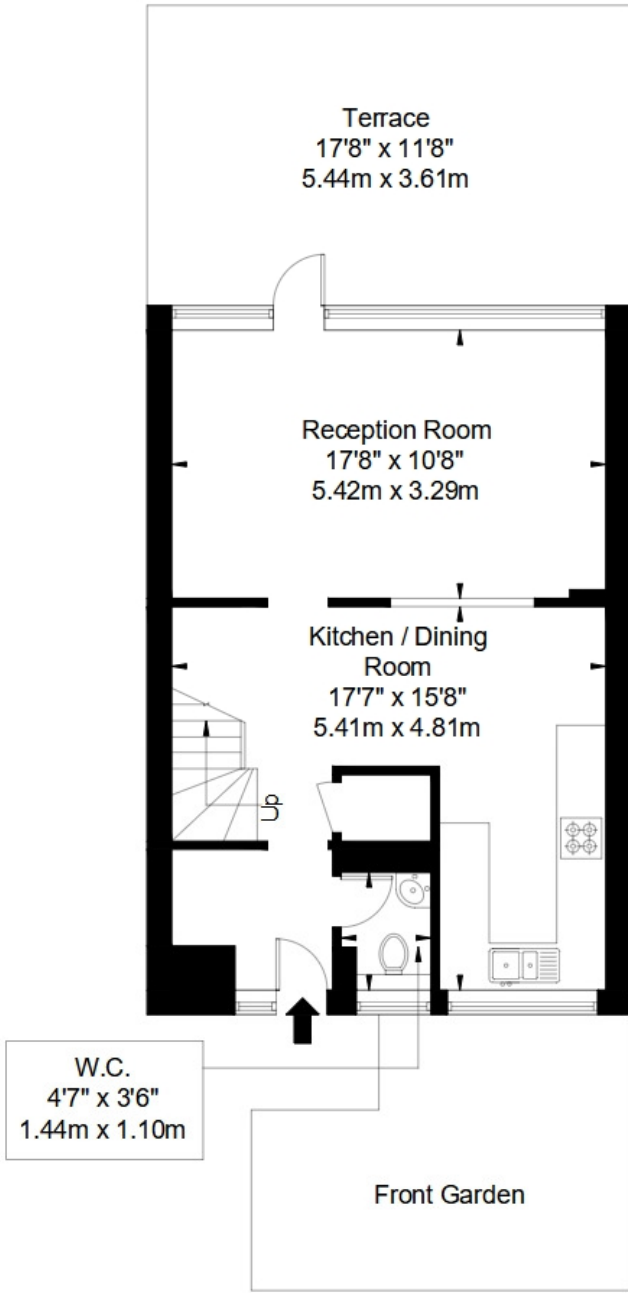 Terrace
17'8" x 11'8"
5.44m x 3.61m
Reception Room
17'8" x 10'8"
5.42m x 3.29m
Kitchen / Dining
Room
17'7" x 15'8"
5.41m x 4.81m
Up
W.C.
4'7" x 3'6"
1.44m x 1.10m
Front Garden